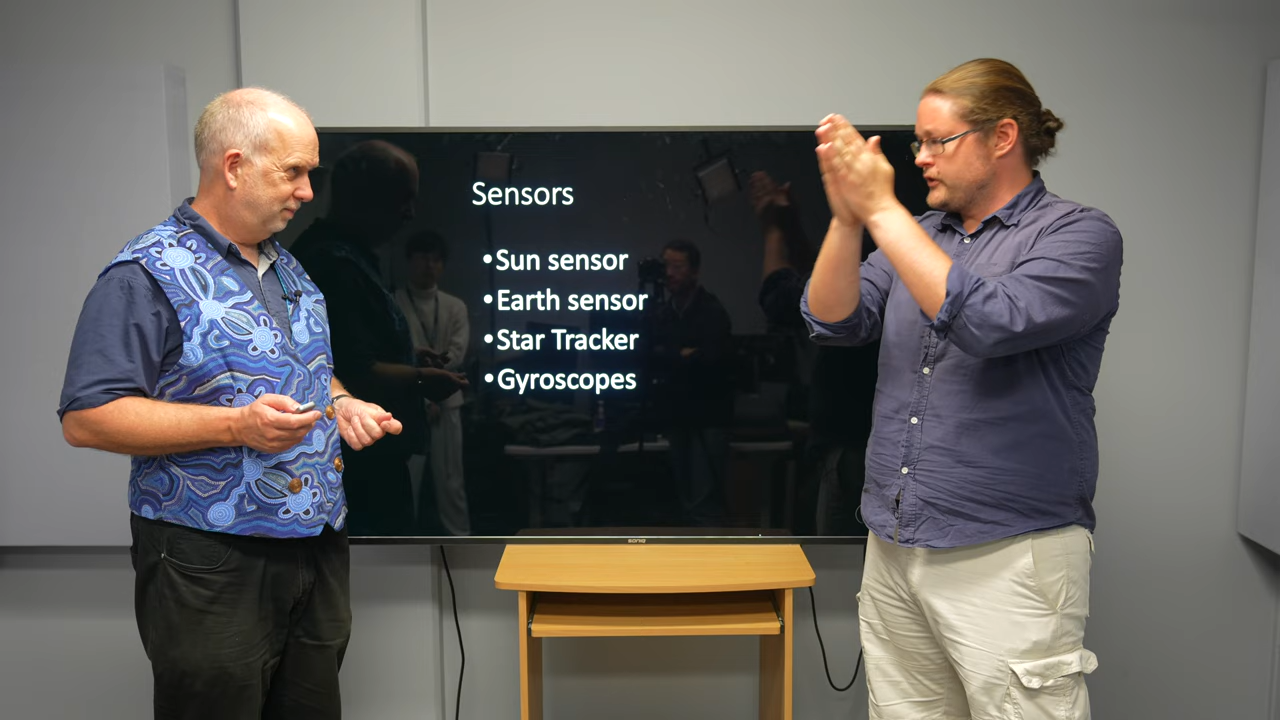 Sensors
•Sun sensor
•Earth sensor
•Star Tracker
•Gyroscopes